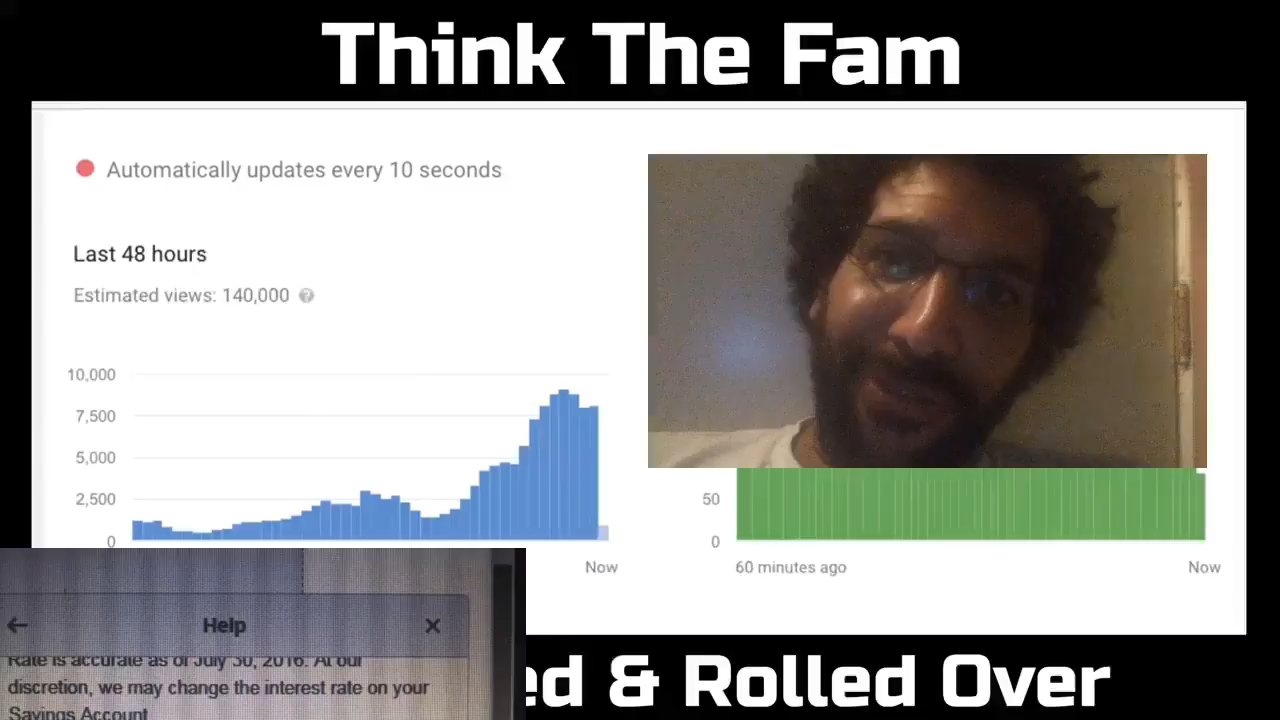 Think The Fam
Automatically updates every 10 seconds
Last 48 hours
Estimated views: 140,000
10,000
7,500
5,000
2,500
0
Now
50
0
60 minutes ago
Now
Help
Rate is accurate as of July 30, 2016. At our
discretion, we may change the interest rate on your
Savings Account
ed & Rolled Over